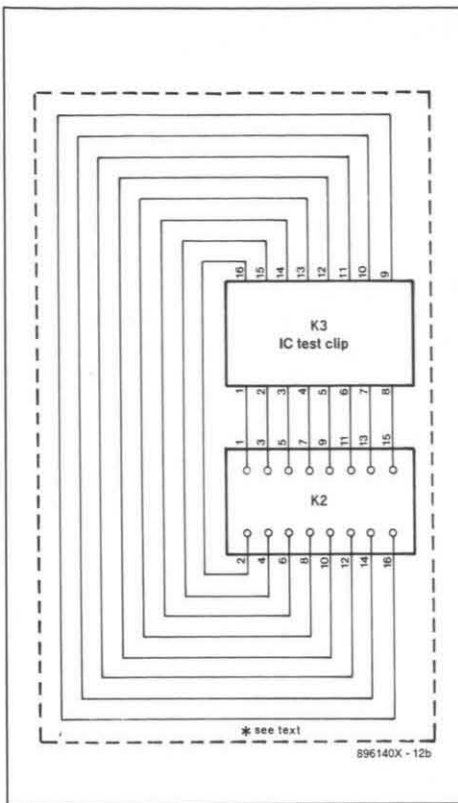 16 15 14 13 12 11 10 9
K3
IC test clip
1 2 3 4 5 6 7 8
1 3 5 7 9 11 13 15
K2
2 4 6 8 10 12 14 16
* see text
896140X - 12b